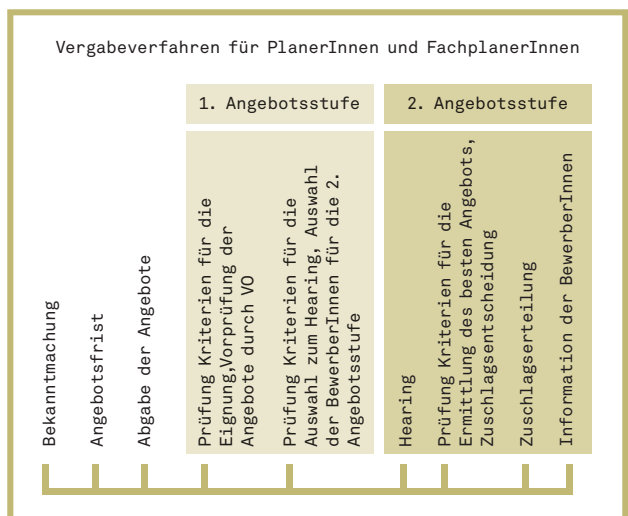 Vergabeverfahren für PlanerInnen und FachplanerInnen
1. Angebotsstufe
2. Angebotsstufe
Bekanntmachung
Angebotsfrist
Abgabe der Angebote
Prüfung Kriterien für die
Eignung,Vorprüfung der
Angebote durch VO
Prüfung Kriterien für die
Auswahl zum Hearing, Auswahl
der BewerberInnen für die 2.
Angebotsstufe
Hearing
Prüfung Kriterien für die
Ermittlung des besten Angebots,
Zuschlagsentscheidung
Zuschlagserteilung
Information der BewerberInnen